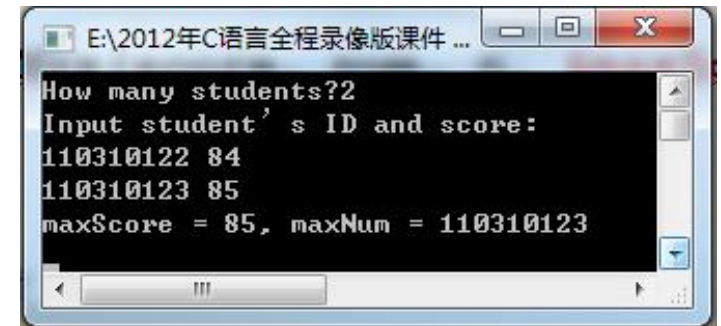 E:\2012年C语言全程录像版课件 ...
How many students?2
Input student’s ID and score:
110310122 84
110310123 85
maxScore = 85, maxNum = 110310123